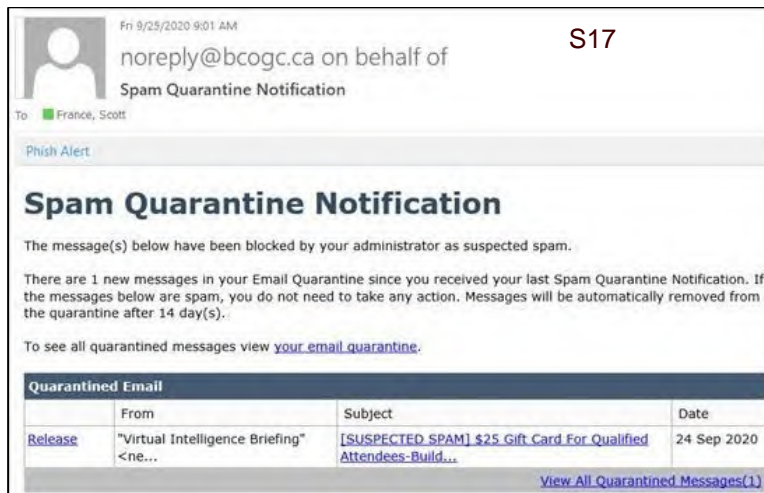 Fri 9/25/2020 9:01 AM
S17
noreply@bcogc.ca on behalf of
Spam Quarantine Notification
To France, Scott
Phish Alert
Spam Quarantine Notification
The message(s) below have been blocked by your administrator as suspected spam.
There are 1 new messages in your Email Quarantine since you received your last Spam Quarantine Notification. If
the messages below are spam, you do not need to take any action. Messages will be automatically removed from
the quarantine after 14 day(s).
To see all quarantined messages view your email quarantine.
Quarantined Email
From Subject Date
Release "Virtual Intelligence Briefing" [SUSPECTED SPAM] $25 Gift Card For Qualified 24 Sep 2020
<ne... Attendees-Build...
View All Quarantined Messages(1)